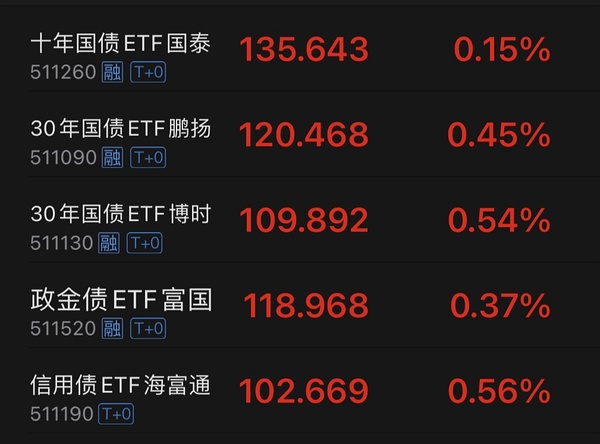 十年国债ETF国泰 135.643 0.15%
511260 融 T+0
30年国债ETF鹏扬 120.468 0.45%
511090 融 T+0
30年国债ETF博时 109.892 0.54%
511130 融 T+0
政金债ETF富国 118.968 0.37%
511520 融 T+0
信用债ETF海富通 102.669 0.56%
511190 T+0